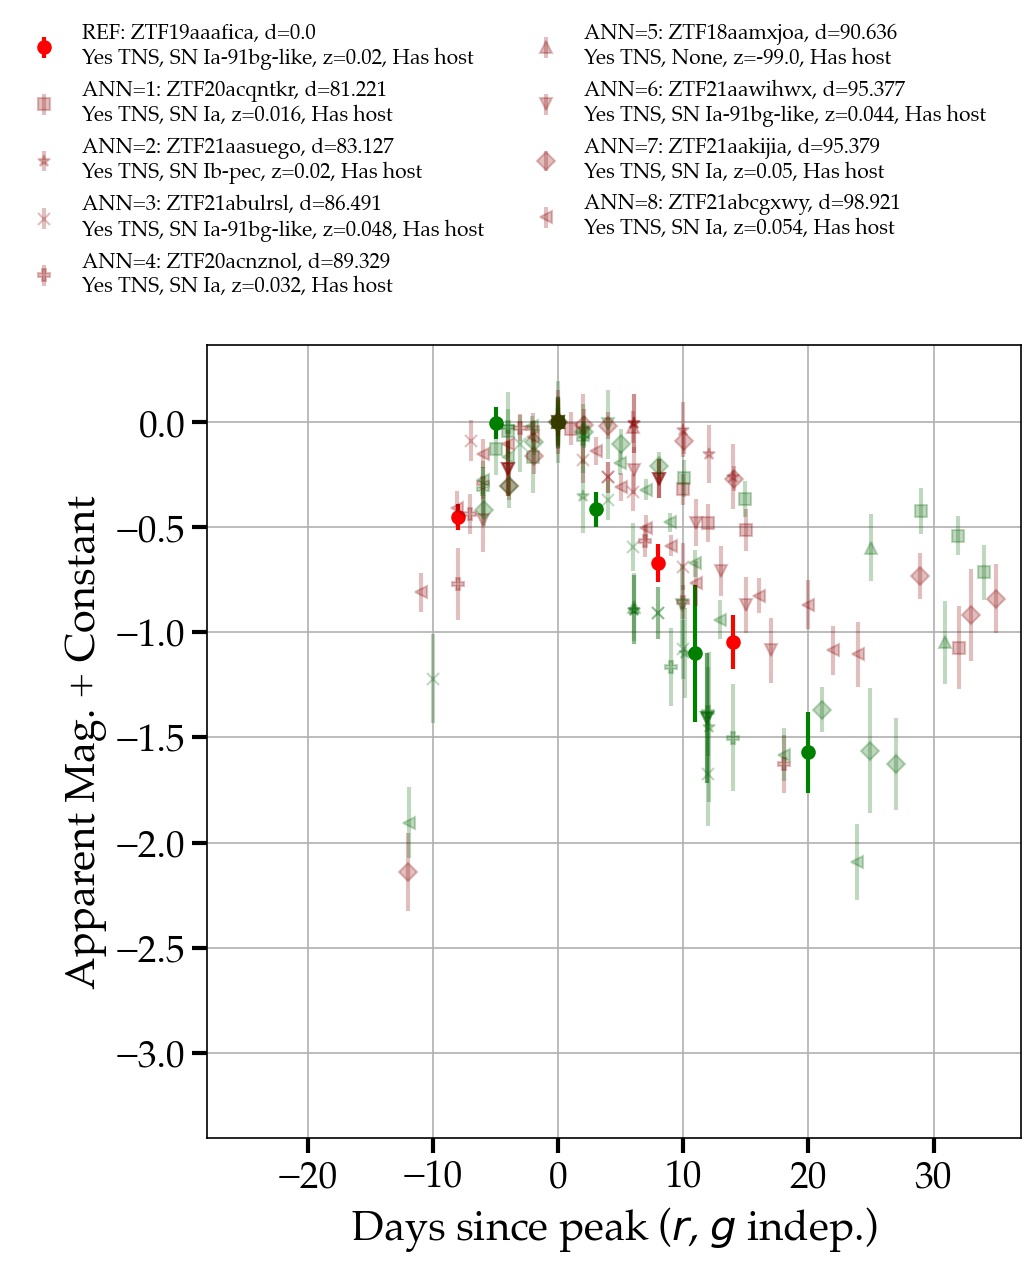 REF: ZTF19aaafica, d=0.0
Yes TNS, SN Ia-91bg-like, z=0.02, Has host
ANN=1: ZTF20acqntkr, d=81.221
Yes TNS, SN Ia, z=0.016, Has host
ANN=2: ZTF21aasuego, d=83.127
Yes TNS, SN Ib-pec, z=0.02, Has host
ANN=3: ZTF21abulrsl, d=86.491
Yes TNS, SN Ia-91bg-like, z=0.048, Has host
ANN=4: ZTF20acnznol, d=89.329
Yes TNS, SN Ia, z=0.032, Has host
ANN=5: ZTF18aamxjoa, d=90.636
Yes TNS, None, z=-99.0, Has host
ANN=6: ZTF21aawihwx, d=95.377
Yes TNS, SN Ia-91bg-like, z=0.044, Has host
ANN=7: ZTF21aakijia, d=95.379
Yes TNS, SN Ia, z=0.05, Has host
ANN=8: ZTF21abcgxwy, d=98.921
Yes TNS, SN Ia, z=0.054, Has host
Apparent Mag. + Constant
0.0
−0.5
−1.0
−1.5
−2.0
−2.5
−3.0
−20
−10
0
10
20
30
Days since peak (r, g indep.)